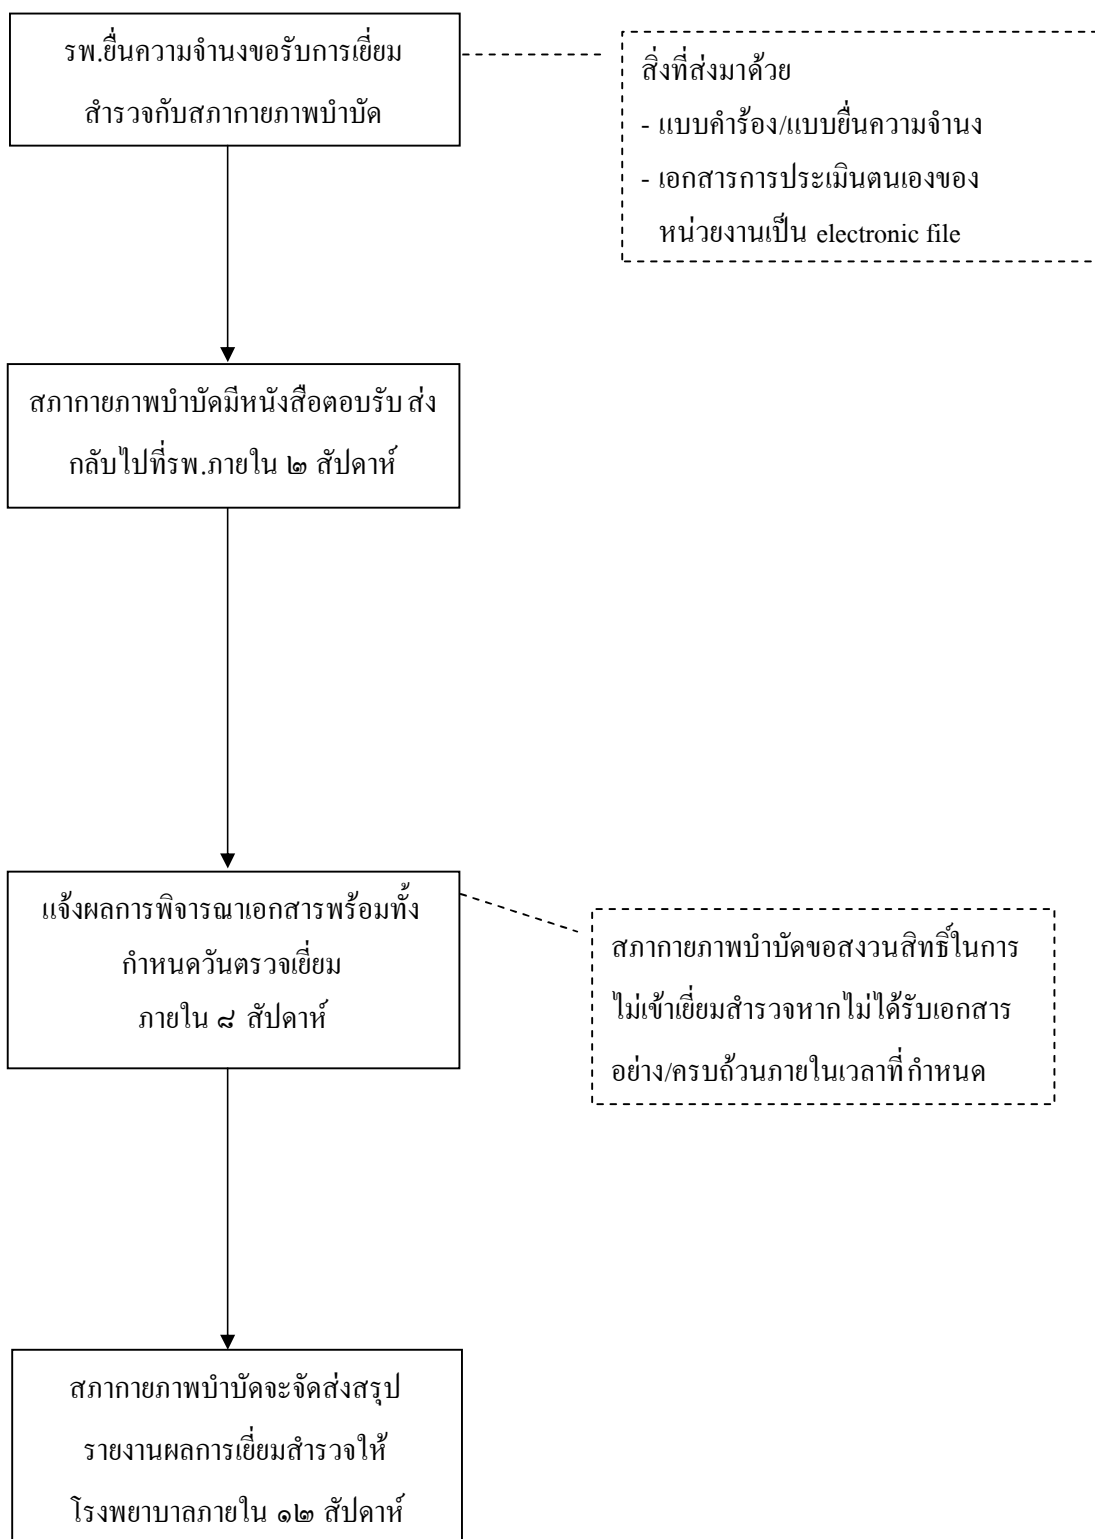 รพ.ยื่นความจำนงขอรับการเยี่ยม
สำรวจกับสภากายภาพบำบัด
สิ่งที่ส่งมาด้วย
- แบบคำร้อง/แบบยื่นความจำนง
- เอกสารการประเมินตนเองของ
หน่วยงานเป็น electronic file
สภากายภาพบำบัดมีหนังสือตอบรับ ส่ง
กลับไปที่รพ.ภายใน ๒ สัปดาห์
แจ้งผลการพิจารณาเอกสารพร้อมทั้ง
กำหนดวันตรวจเยี่ยม
ภายใน ๘ สัปดาห์
สภากายภาพบำบัดขอสงวนสิทธิ์ในการ
ไม่เข้าเยี่ยมสำรวจหากไม่ได้รับเอกสาร
อย่าง/ครบถ้วนภายในเวลาที่กำหนด
สภากายภาพบำบัดจะจัดส่งสรุป
รายงานผลการเยี่ยมสำรวจให้
โรงพยาบาลภายใน ๑๒ สัปดาห์